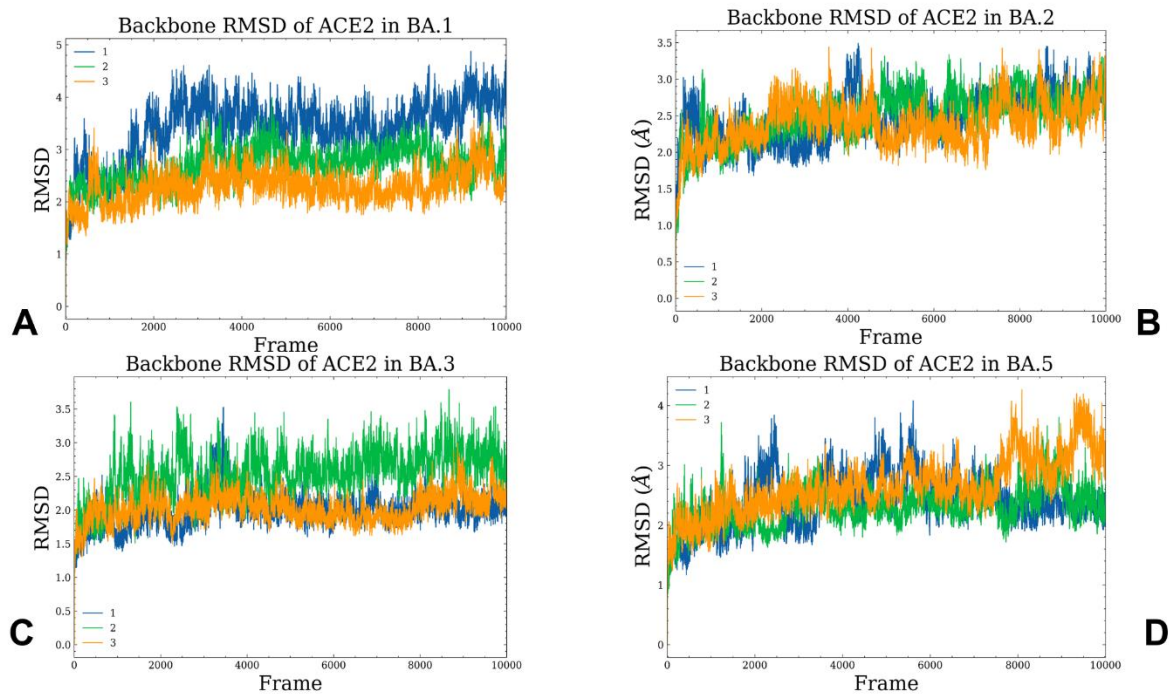 Backbone RMSD of ACE2 in BA.1
RMSD
5
4
3
2
1
0
1
2
3
0 2000 4000 6000 8000 10000
Frame
A
Backbone RMSD of ACE2 in BA.2
RMSD (Å)
3.5
3.0
2.5
2.0
1.5
1.0
0.5
0.0
1
2
3
0 2000 4000 6000 8000 10000
Frame
B
Backbone RMSD of ACE2 in BA.3
RMSD
3.5
3.0
2.5
2.0
1.5
1.0
0.5
0.0
1
2
3
0 2000 4000 6000 8000 10000
Frame
C
Backbone RMSD of ACE2 in BA.5
RMSD (Å)
4
3
2
1
0
1
2
3
0 2000 4000 6000 8000 10000
Frame
D